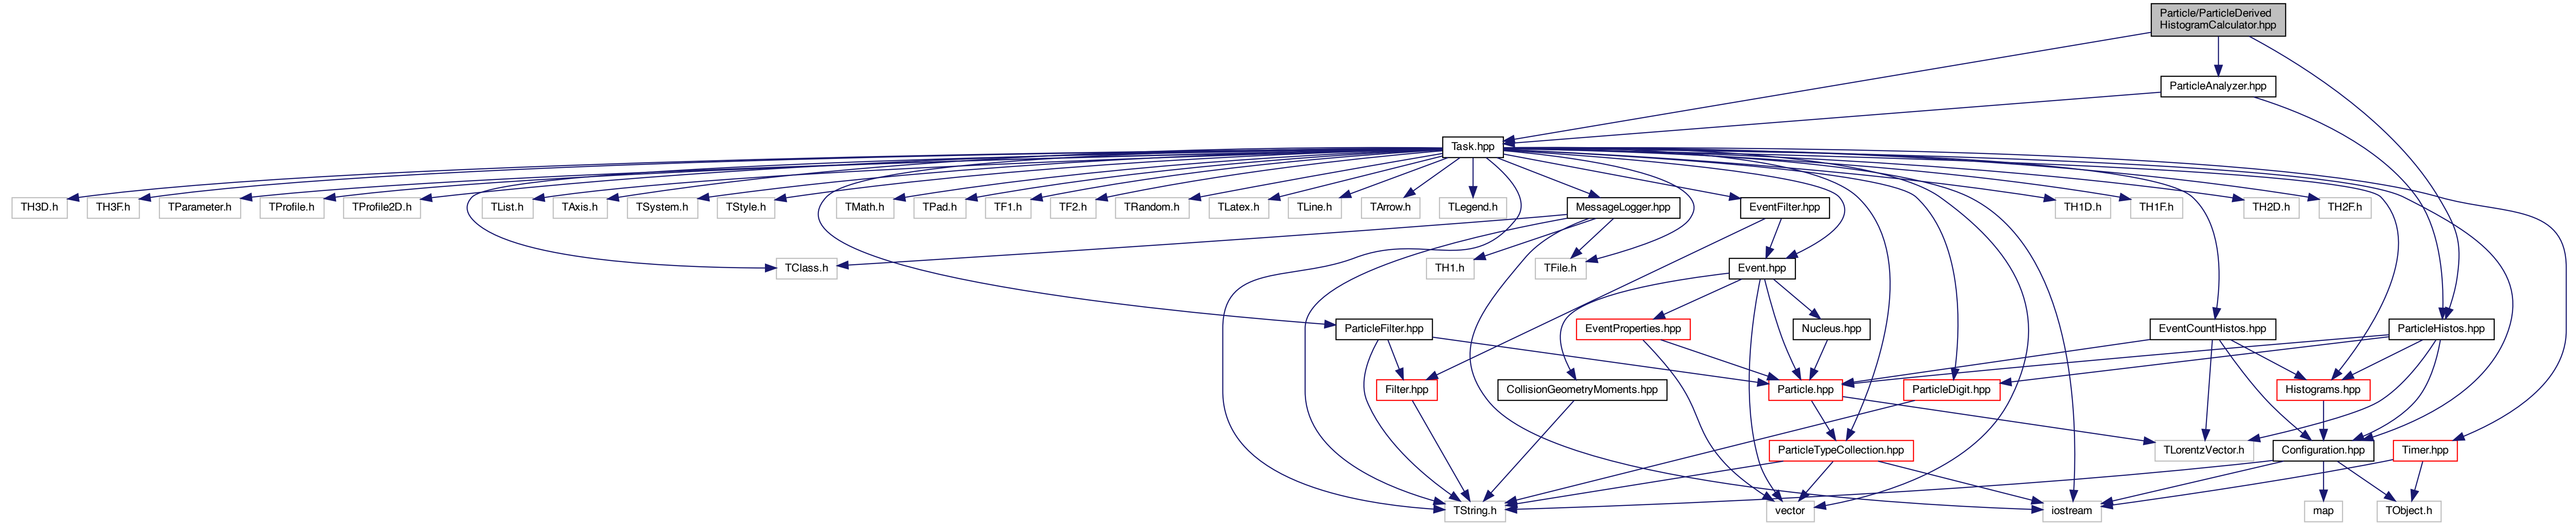 Particle/ParticleDerived
HistogramCalculator.hpp
ParticleAnalyzer.hpp
Task.hpp
TH3D.h
TH3F.h
TParameter.h
TProfile.h
TProfile2D.h
TList.h
TAxis.h
TSystem.h
TStyle.h
TMath.h
TPad.h
TF1.h
TF2.h
TRandom.h
TLatex.h
TLine.h
TArrow.h
TLegend.h
MessageLogger.hpp
EventFilter.hpp
TH1D.h
TH1F.h
TH2D.h
TH2F.h
TClass.h
TH1.h
TFile.h
Event.hpp
ParticleFilter.hpp
EventProperties.hpp
Nucleus.hpp
EventCountHistos.hpp
ParticleHistos.hpp
Filter.hpp
CollisionGeometryMoments.hpp
Particle.hpp
ParticleDigit.hpp
Histograms.hpp
ParticleTypeCollection.hpp
TLorentzVector.h
Configuration.hpp
Timer.hpp
TString.h
vector
iostream
map
TObject.h